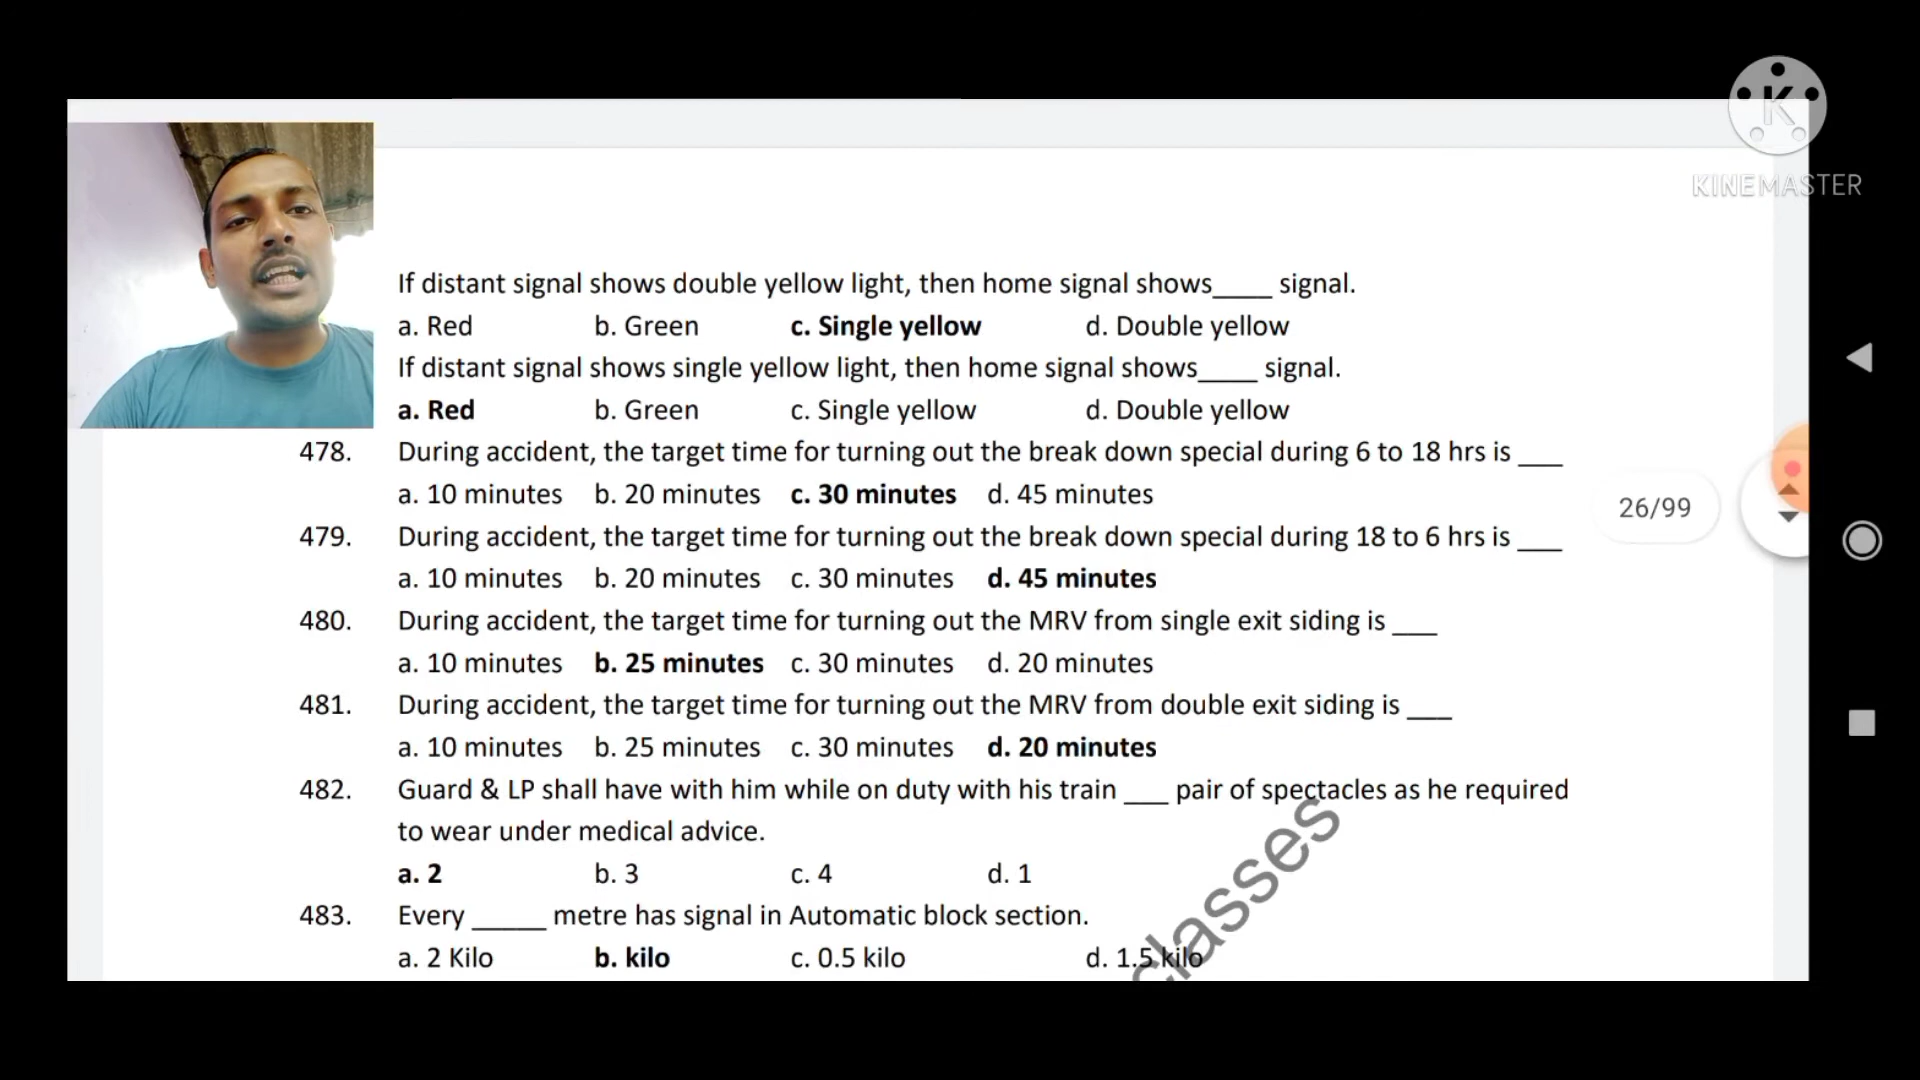 K
KINEMASTER
If distant signal shows double yellow light, then home signal shows____ signal.
a. Red b. Green c. Single yellow d. Double yellow
If distant signal shows single yellow light, then home signal shows____ signal.
a. Red b. Green c. Single yellow d. Double yellow
478. During accident, the target time for turning out the break down special during 6 to 18 hrs is ___
a. 10 minutes b. 20 minutes c. 30 minutes d. 45 minutes
479. During accident, the target time for turning out the break down special during 18 to 6 hrs is ___
a. 10 minutes b. 20 minutes c. 30 minutes d. 45 minutes
26/99
480. During accident, the target time for turning out the MRV from single exit siding is ___
a. 10 minutes b. 25 minutes c. 30 minutes d. 20 minutes
481. During accident, the target time for turning out the MRV from double exit siding is ___
a. 10 minutes b. 25 minutes c. 30 minutes d. 20 minutes
482. Guard & LP shall have with him while on duty with his train ___ pair of spectacles as he required
to wear under medical advice.
a. 2 b. 3 c. 4 d. 1
483. Every _____ metre has signal in Automatic block section.
a. 2 Kilo b. kilo c. 0.5 kilo d. 1.5 kilo
classes